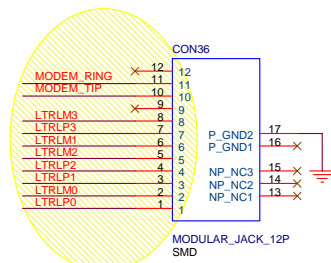 CON36
12 12
MODEM_RING 11 11
MODEM_TIP 10 10
9 9
LTRLM3 8 8
LTRLP3 7 7 P_GND2 17
LTRLM1 6 6 P_GND1 16
LTRLM2 5 5
LTRLP2 4 4 NP_NC3 15
LTRLP1 3 3 NP_NC2 14
LTRLM0 2 2 NP_NC1 13
LTRLP0 1 1
MODULAR_JACK_12P
SMD